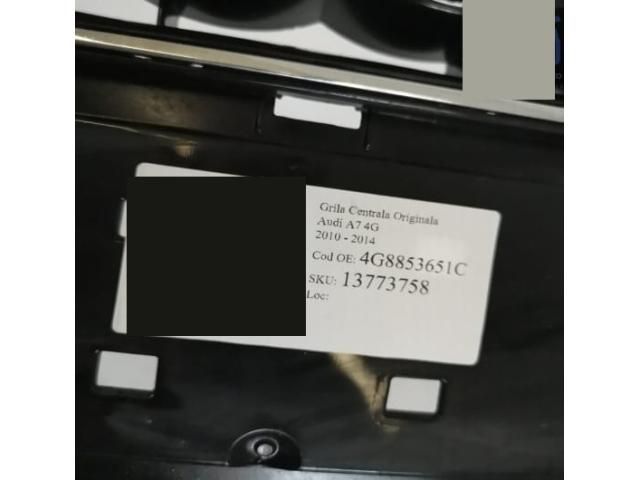 Grila Centrala Originala
Audi A7 4G
2010 - 2014
Cod OE: 4G8853651C
SKU: 13773758
Loc: